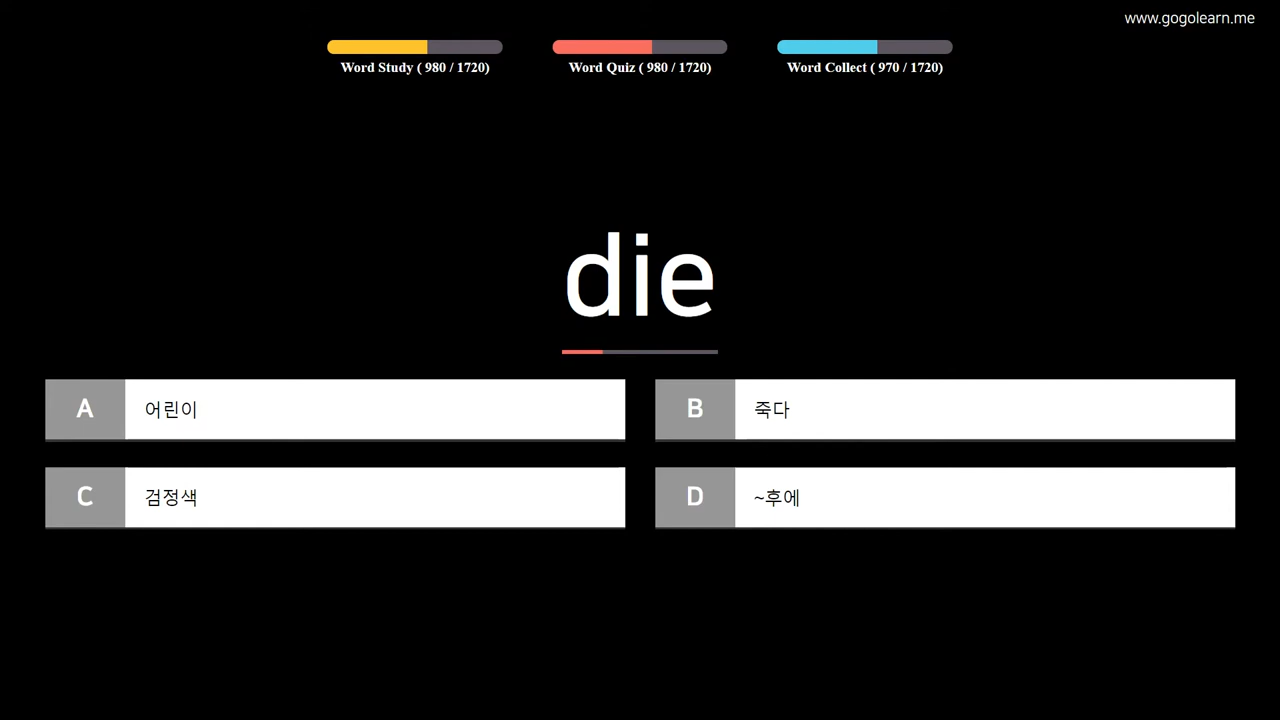 www.gogolearn.me
Word Study ( 980 / 1720)
Word Quiz ( 980 / 1720)
Word Collect ( 970 / 1720)
die
A 어린이
B 죽다
C 검정색
D ~후에